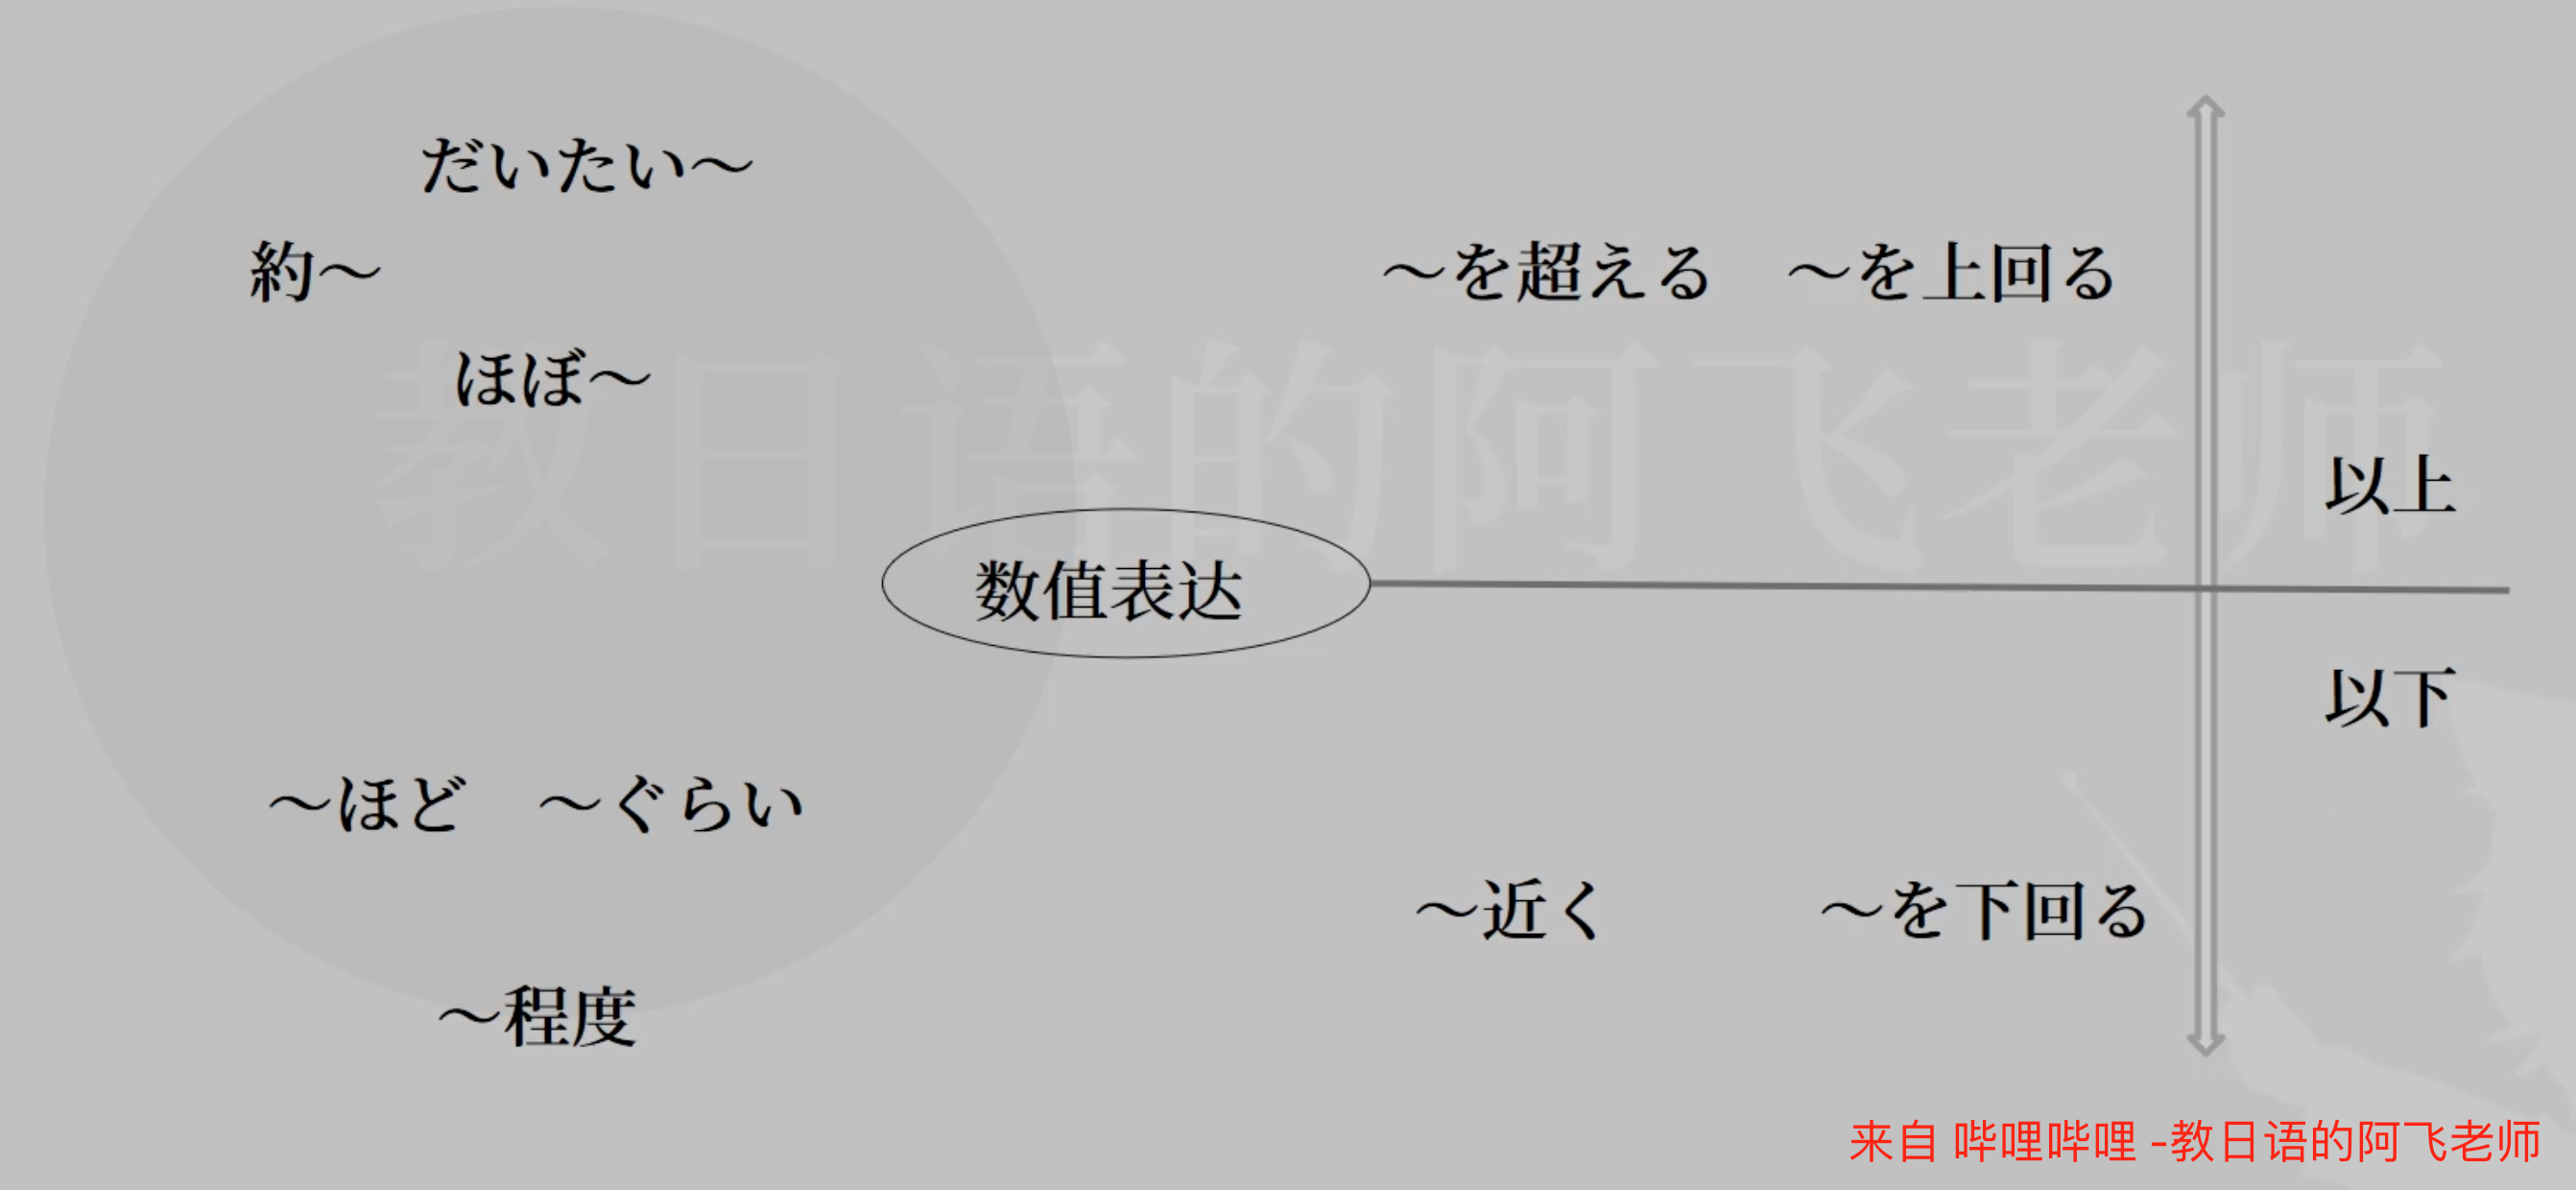 だいたい～
約～
～を超える　～を上回る
ほぼ～
教日语的阿飞老师
以上
数值表达
以下
～ほど　～ぐらい
～近く　～を下回る
～程度
来自 哔哩哔哩 -教日语的阿飞老师